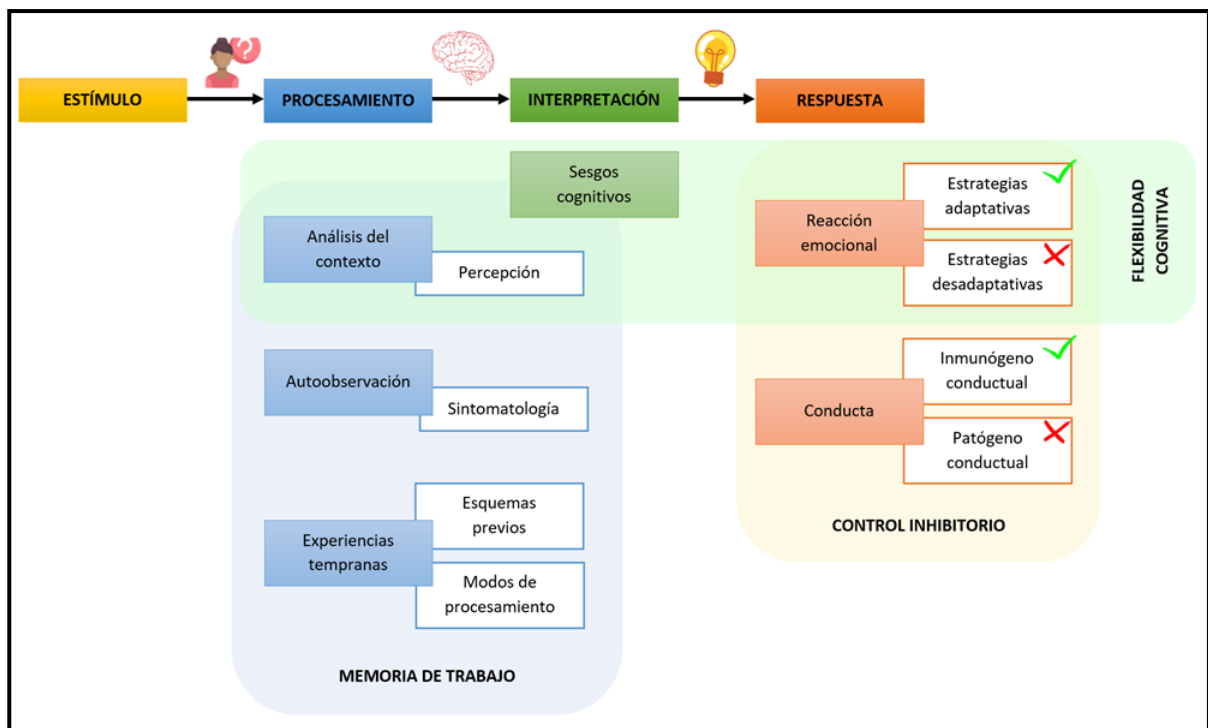 ESTÍMULO
PROCESAMIENTO
INTERPRETACIÓN
RESPUESTA
?
Sesgos
cognitivos
Análisis del
contexto
Percepción
Autoobservación
Sintomatología
Experiencias
tempranas
Esquemas
previos
Modos de
procesamiento
MEMORIA DE TRABAJO
Reacción
emocional
Estrategias
adaptativas
Estrategias
desadaptativas
Conducta
Inmunógeno
conductual
Patógeno
conductual
CONTROL INHIBITORIO
FLEXIBILIDAD
COGNITIVA